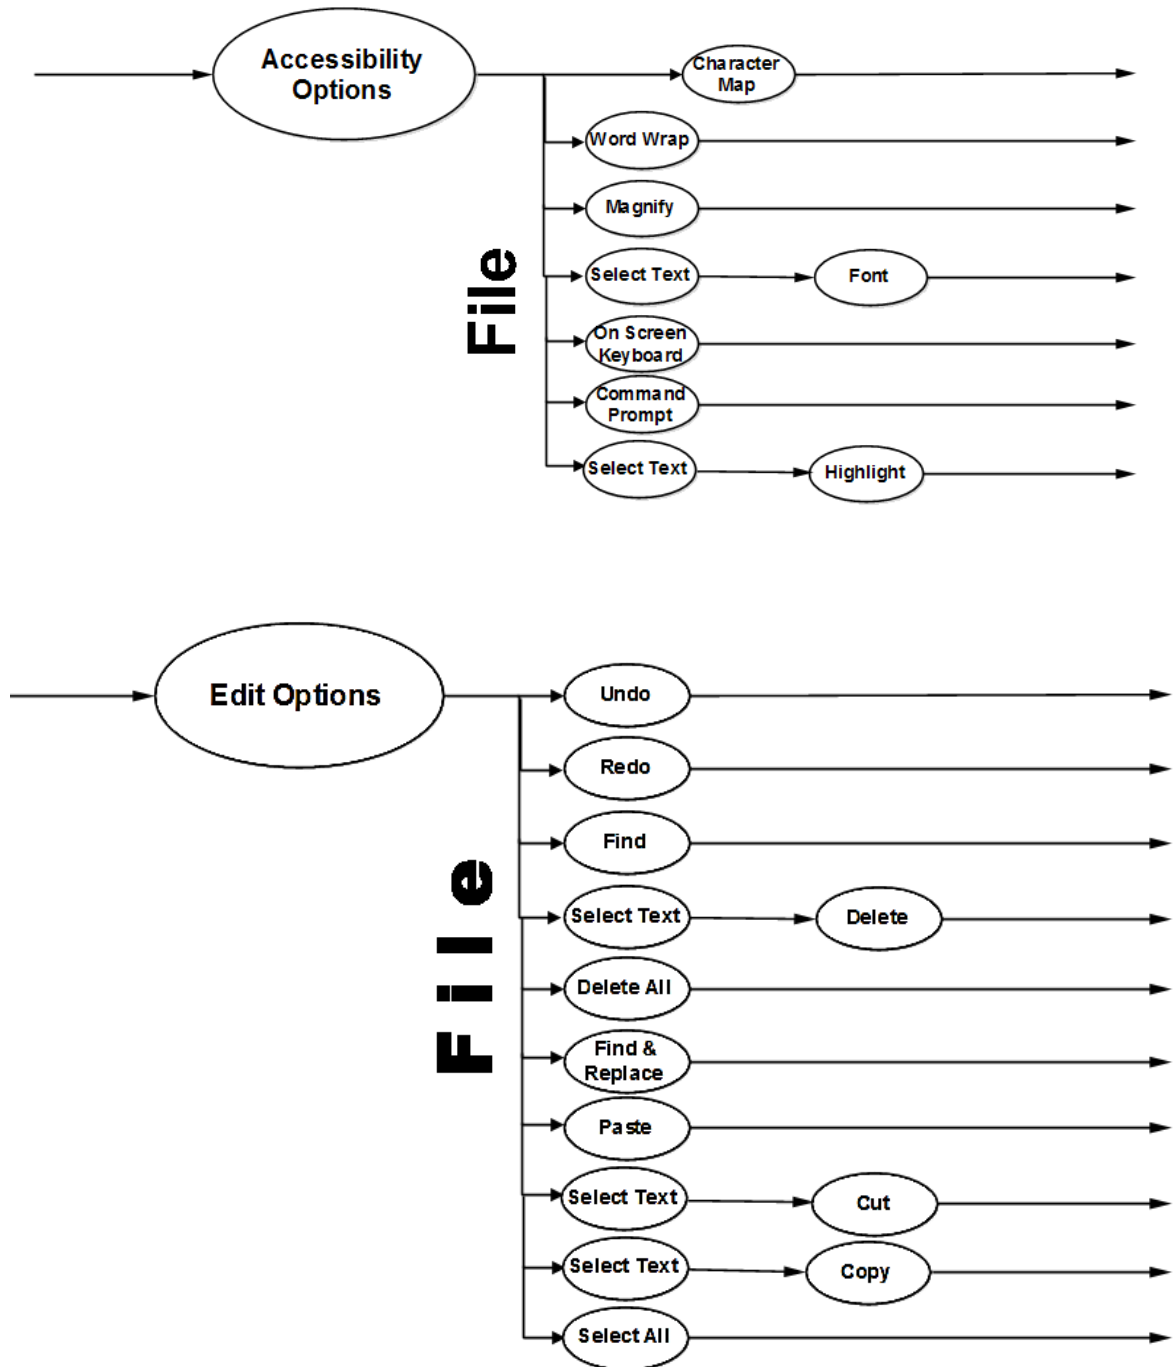 Accessibility
Options
Character
Map
Word Wrap
Magnify
File
Select Text
Font
On Screen
Keyboard
Command
Prompt
Select Text
Highlight
Edit Options
Undo
Redo
Find
File
Select Text
Delete
Delete All
Find &
Replace
Paste
Select Text
Cut
Select Text
Copy
Select All